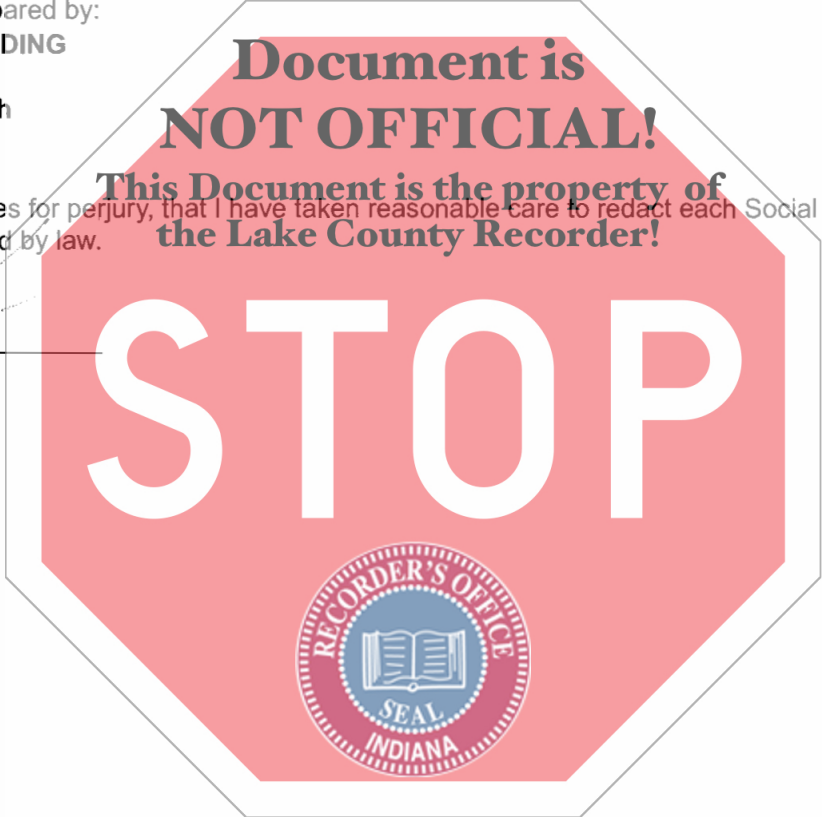 ared by:
DING
h
Document is
NOT OFFICIAL!
This Document is the property of
es for perjury, that I have taken reasonable care to redact each Social
the Lake County Recorder!
d by law.
STOP
RECORDER'S OFFICE
SEAL
INDIANA